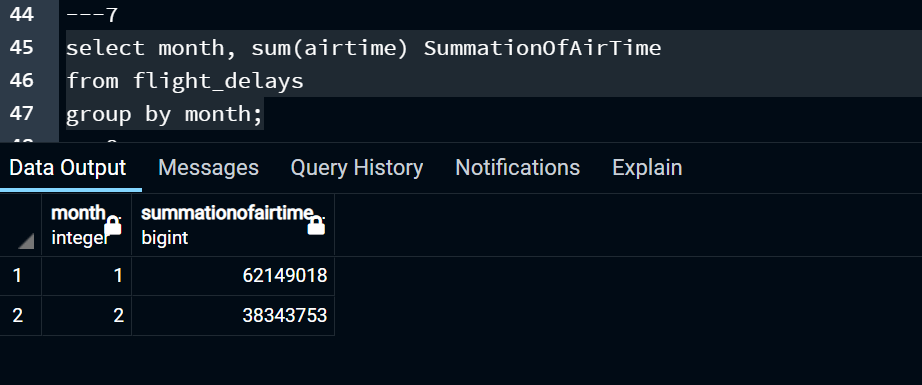 44 ---7
45 select month, sum(airtime) SummationOfAirTime
46 from flight_delays
47 group by month;
Data Output Messages Query History Notifications Explain
month summationofairtime
integer bigint
1 1 62149018
2 2 38343753